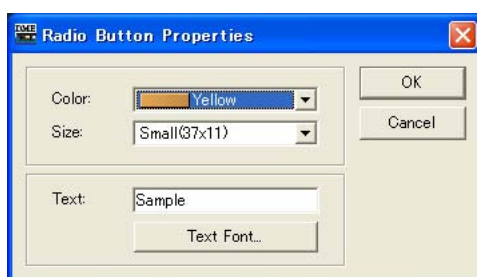 DME Radio Button Properties
Color: Yellow OK
Size: Small(37x11) Cancel
Text: Sample
Text Font...